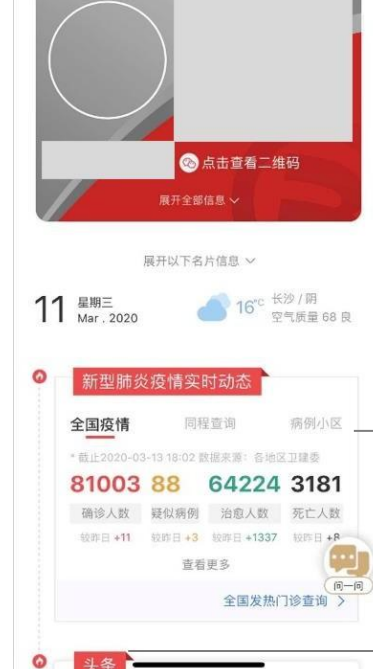 点击查看二维码
展开全部信息
展开以下名片信息
11 星期三 Mar . 2020 16℃ 长沙 / 阴 空气质量 68 良
新型肺炎疫情实时动态
全国疫情 同程查询 病例小区
* 截止2020-03-13 18:02 数据来源：各地区卫健委
81003 88 64224 3181
确诊人数 疑似病例 治愈人数 死亡人数
较昨日 +11 较昨日 +3 较昨日 +1337 较昨日 +8
查看更多
问一问
全国发热门诊查询
头条